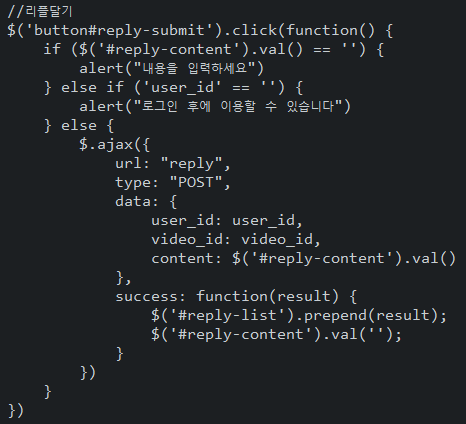 //리플달기
$('button#reply-submit').click(function() {
    if ($('#reply-content').val() == '') {
        alert("내용을 입력하세요")
    } else if ('user_id' == '') {
        alert("로그인 후에 이용할 수 있습니다")
    } else {
        $.ajax({
            url: "reply",
            type: "POST",
            data: {
                user_id: user_id,
                video_id: video_id,
                content: $('#reply-content').val()
            },
            success: function(result) {
                $('#reply-list').prepend(result);
                $('#reply-content').val('');
            }
        })
    }
})